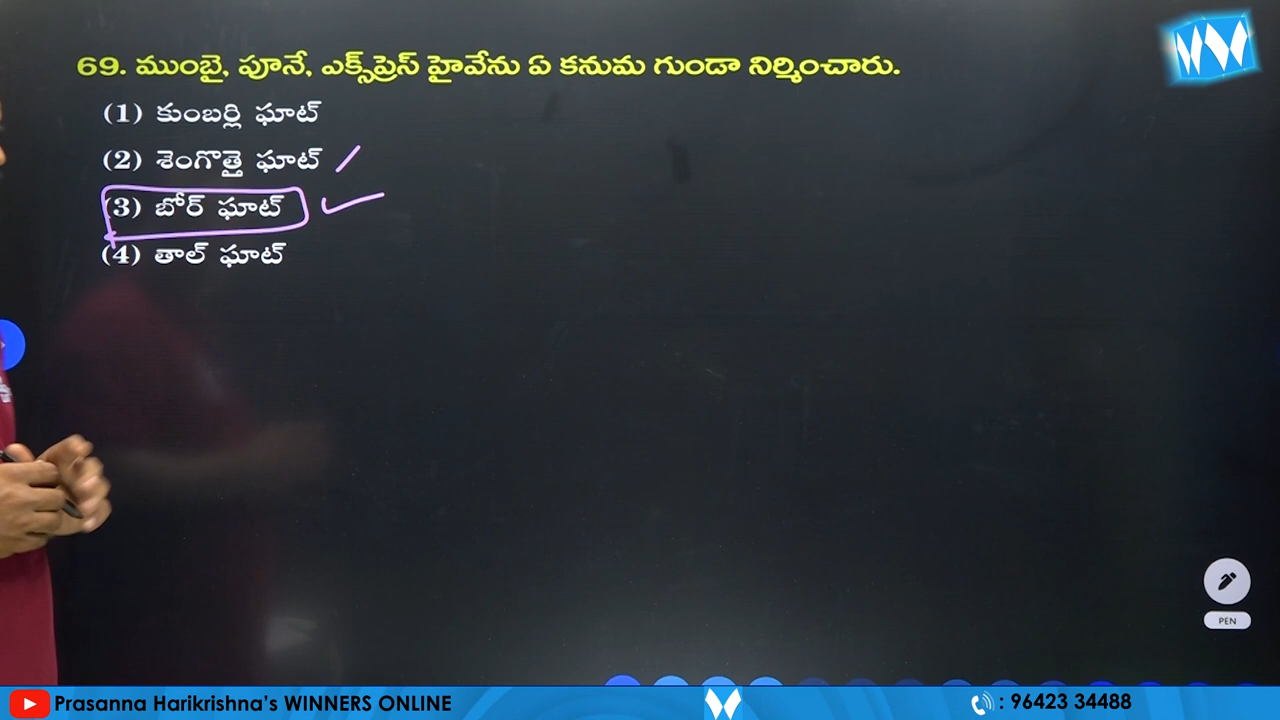 69. ముంబై, పూనే, ఎక్స్‌ప్రెస్ హైవేను ఏ కనుమ గుండా నిర్మించారు.
(1) కుంబర్లి ఘాట్
(2) శెంగొత్తె ఘాట్
(3) బోర్ ఘాట్
(4) తాల్ ఘాట్
PEN
Prasanna Harikrishna's WINNERS ONLINE
: 96423 34488